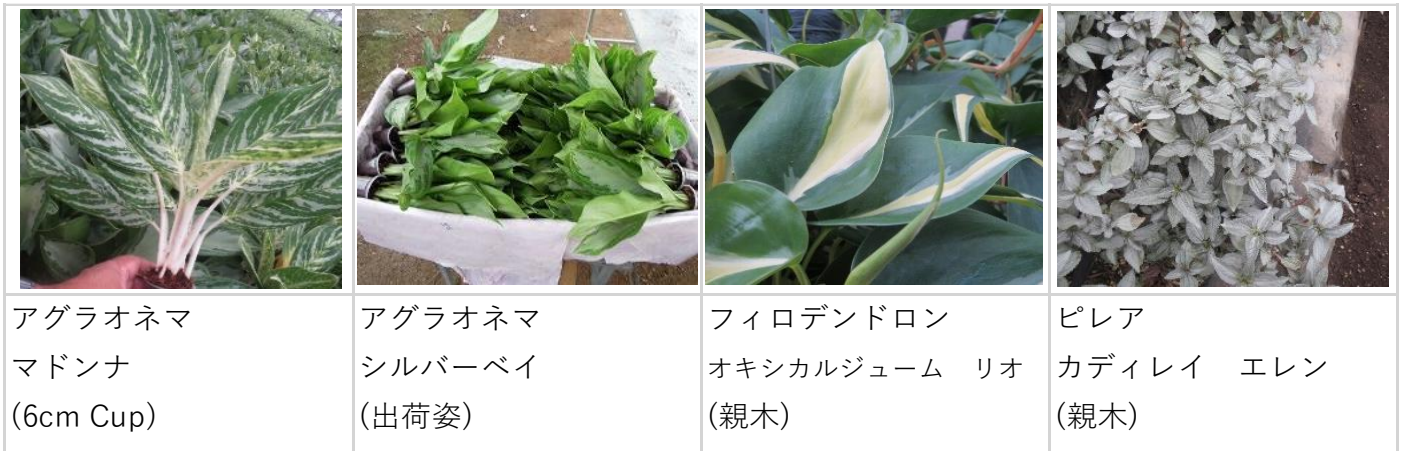 アグラオネマ
マドンナ
(6cm Cup)
アグラオネマ
シルバーベイ
(出荷姿)
フィロデンドロン
オキシカルジューム　リオ
(親木)
ピレア
カディレイ　エレン
(親木)